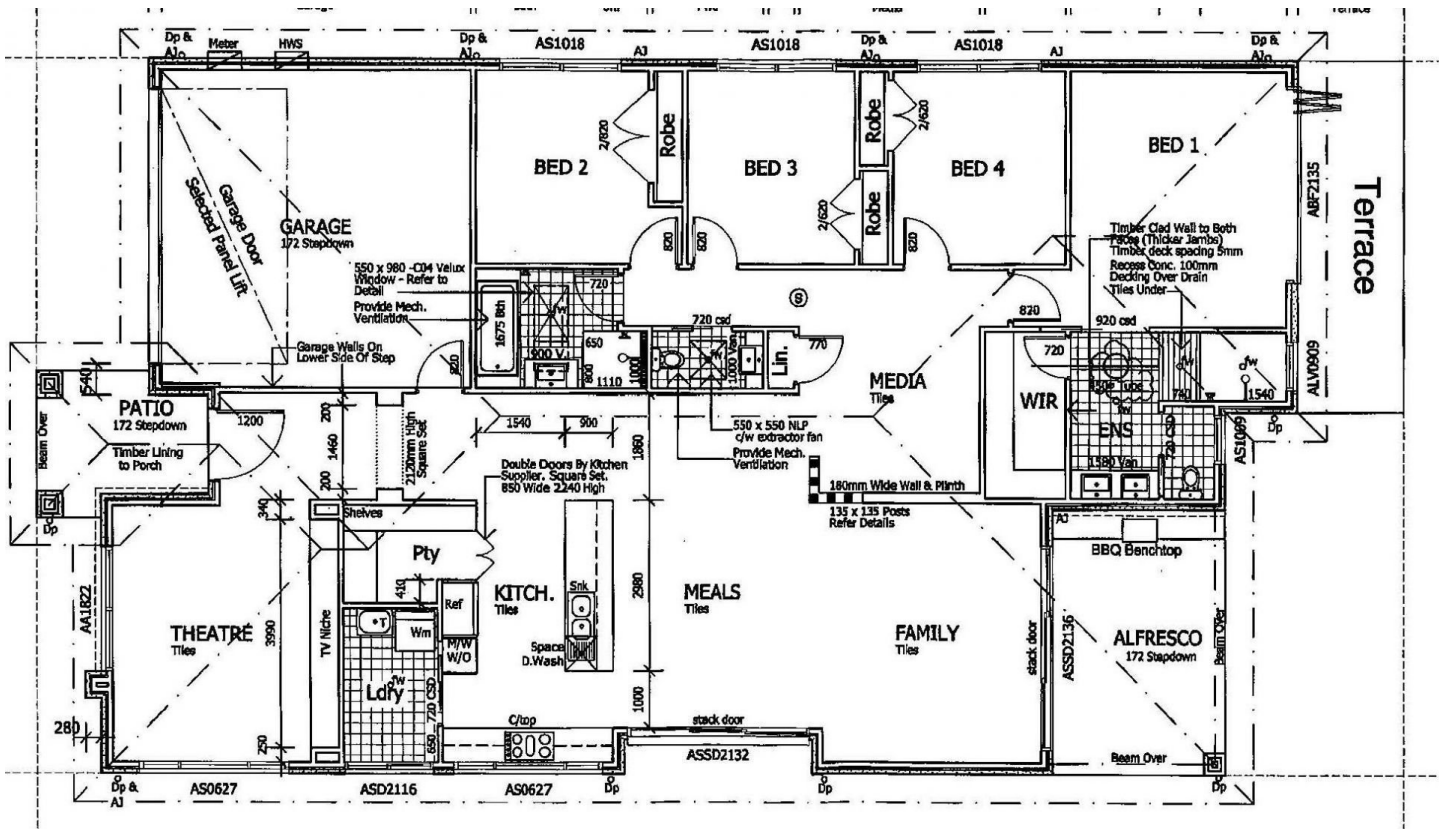 Terrace
Dp &
AJ
Meter
HWS
Dp &
AJ
AS1018
AJ
AS1018
Dp &
AJ
AS1018
AJ
Dp &
AJ
Garage Door
Selected Panel Lift
GARAGE
172 Stepdown
BED 2
2/820
Robe
BED 3
2/620
Robe
Robe
2/620
BED 4
BED 1
ABF2135
Terrace
820
820
820
820
Timber Clad Wall to Both
Faces (Thicker Jambs)
Timber deck spacing 5mm
Recess Conc. 100mm
Decking Over Drain
Tiles Under
550 x 980 -C04 Velux
Window - Refer to
Detail
Provide Mech.
Ventilation
720
fw
1675 Bth
900 V
650
800
1000
1110
S
720 csd
fw
1000 Van
Lin.
770
MEDIA
Tiles
920 csd
720
WIR
fw
ENS
fw
740
fw
1540
ALV0909
720 CSD
1580 Van
AS1009
Dp
Garage Walls On
Lower Side Of Step
820
540
PATIO
172 Stepdown
Timber Lining
to Porch
Beam Over
Dp
1200
200
1460
200
2120mm High
Square Set
1540
900
1860
550 x 550 NLP
c/w extractor fan
Provide Mech.
Ventilation
Double Doors By Kitchen
Supplier. Square Set.
850 Wide 2240 High
180mm Wide Wall & Plinth
135 x 135 Posts
Refer Details
340
Shelves
Pty
410
KITCH.
Tiles
Ref
M/W
W/O
Snk
Space
D.Wash
2980
MEALS
Tiles
FAMILY
Tiles
stack door
ASSD2136
AJ
BBQ Benchtop
ALFRESCO
172 Stepdown
Beam Over
AA1822
THEATRE
Tiles
3990
TV Niche
T
Wm
Ldry
fw
650
720 CSD
1000
280
250
C/top
stack door
ASSD2132
Beam Over
Dp &
AJ
AS0627
ASD2116
AS0627
Dp
Dp
Dp